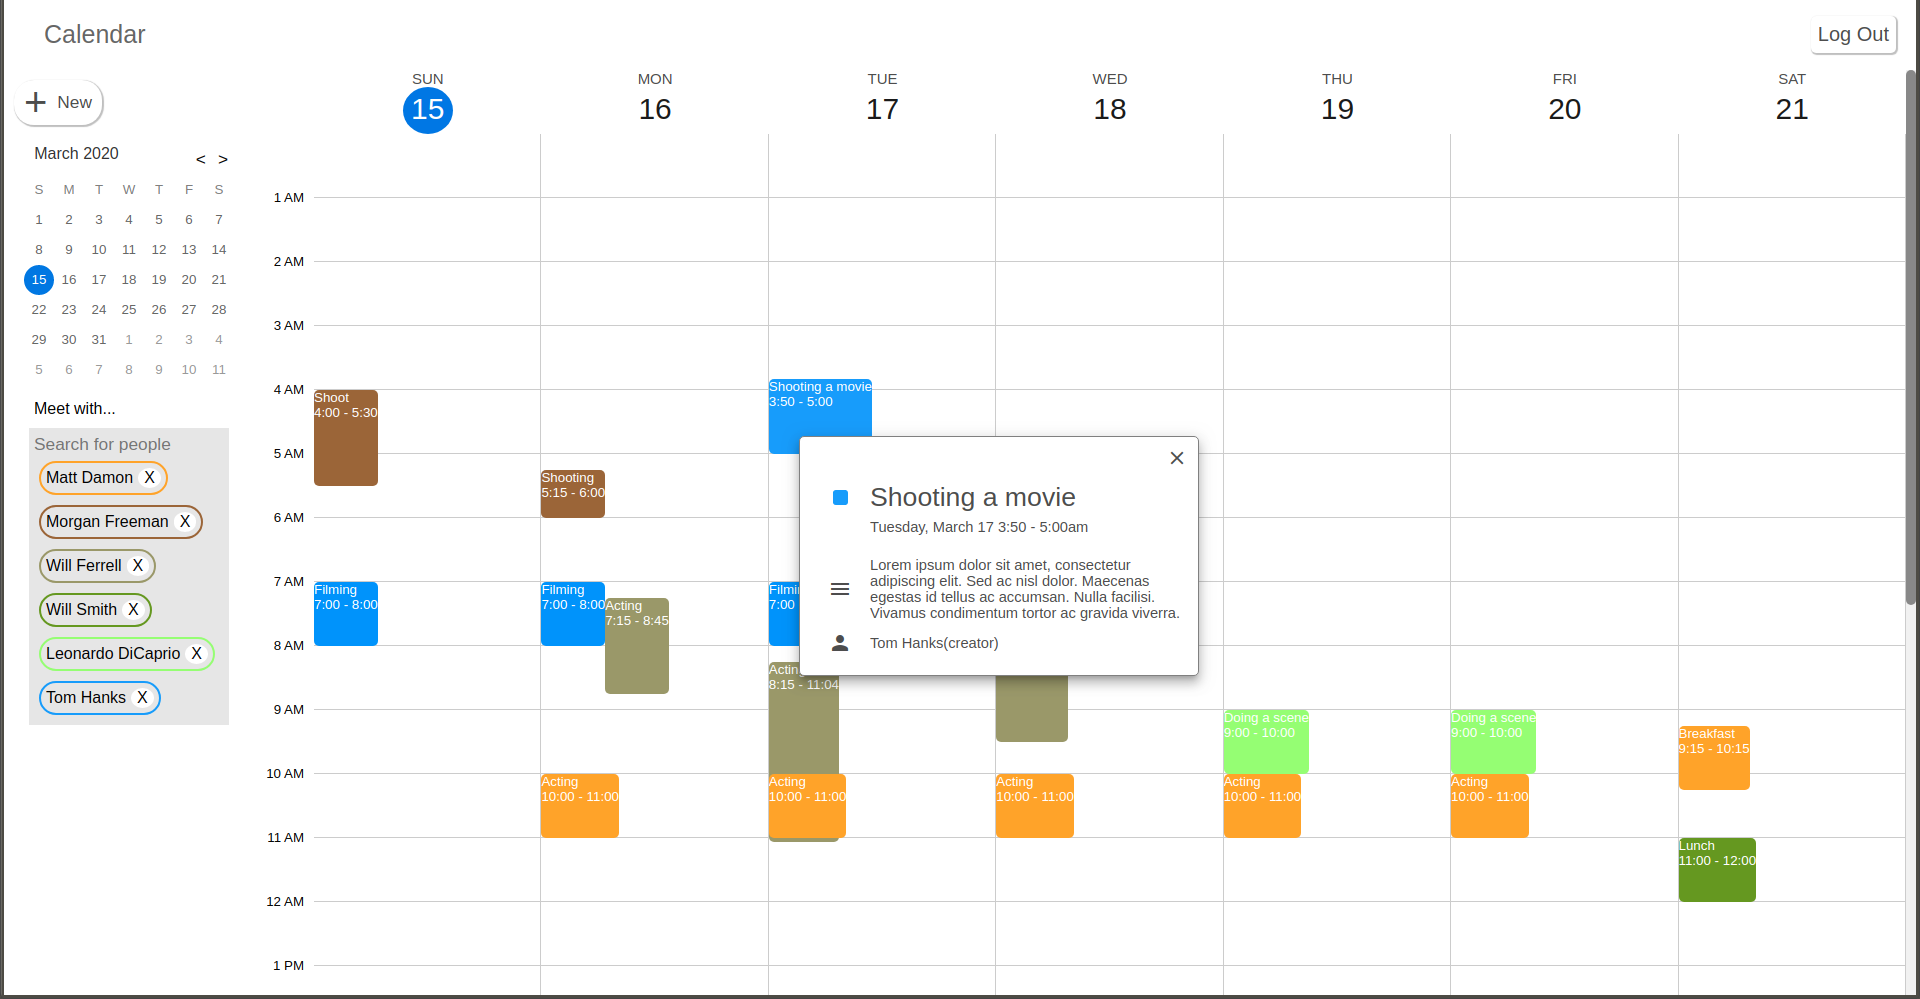 Calendar
Log Out
+ New
March 2020
< >
S M T W T F S
1 2 3 4 5 6 7
8 9 10 11 12 13 14
15 16 17 18 19 20 21
22 23 24 25 26 27 28
29 30 31 1 2 3 4
5 6 7 8 9 10 11
Meet with...
Search for people
Matt Damon X
Morgan Freeman X
Will Ferrell X
Will Smith X
Leonardo DiCaprio X
Tom Hanks X
SUN MON TUE WED THU FRI SAT
15 16 17 18 19 20 21
1 AM
2 AM
3 AM
4 AM
5 AM
6 AM
7 AM
8 AM
9 AM
10 AM
11 AM
12 AM
1 PM
Shoot
4:00 - 5:30
Filming
7:00 - 8:00
Shooting
5:15 - 6:00
Filming
7:00 - 8:00
Acting
7:15 - 8:45
Acting
10:00 - 11:00
Shooting a movie
3:50 - 5:00
Filmi
7:00
Acting
8:15 - 11:04
Acting
10:00 - 11:00
Acting
10:00 - 11:00
Doing a scene
9:00 - 10:00
Acting
10:00 - 11:00
Doing a scene
9:00 - 10:00
Acting
10:00 - 11:00
Breakfast
9:15 - 10:15
Lunch
11:00 - 12:00
×
Shooting a movie
Tuesday, March 17 3:50 - 5:00am
Lorem ipsum dolor sit amet, consectetur
adipiscing elit. Sed ac nisl dolor. Maecenas
egestas id tellus ac accumsan. Nulla facilisi.
Vivamus condimentum tortor ac gravida viverra.
Tom Hanks(creator)